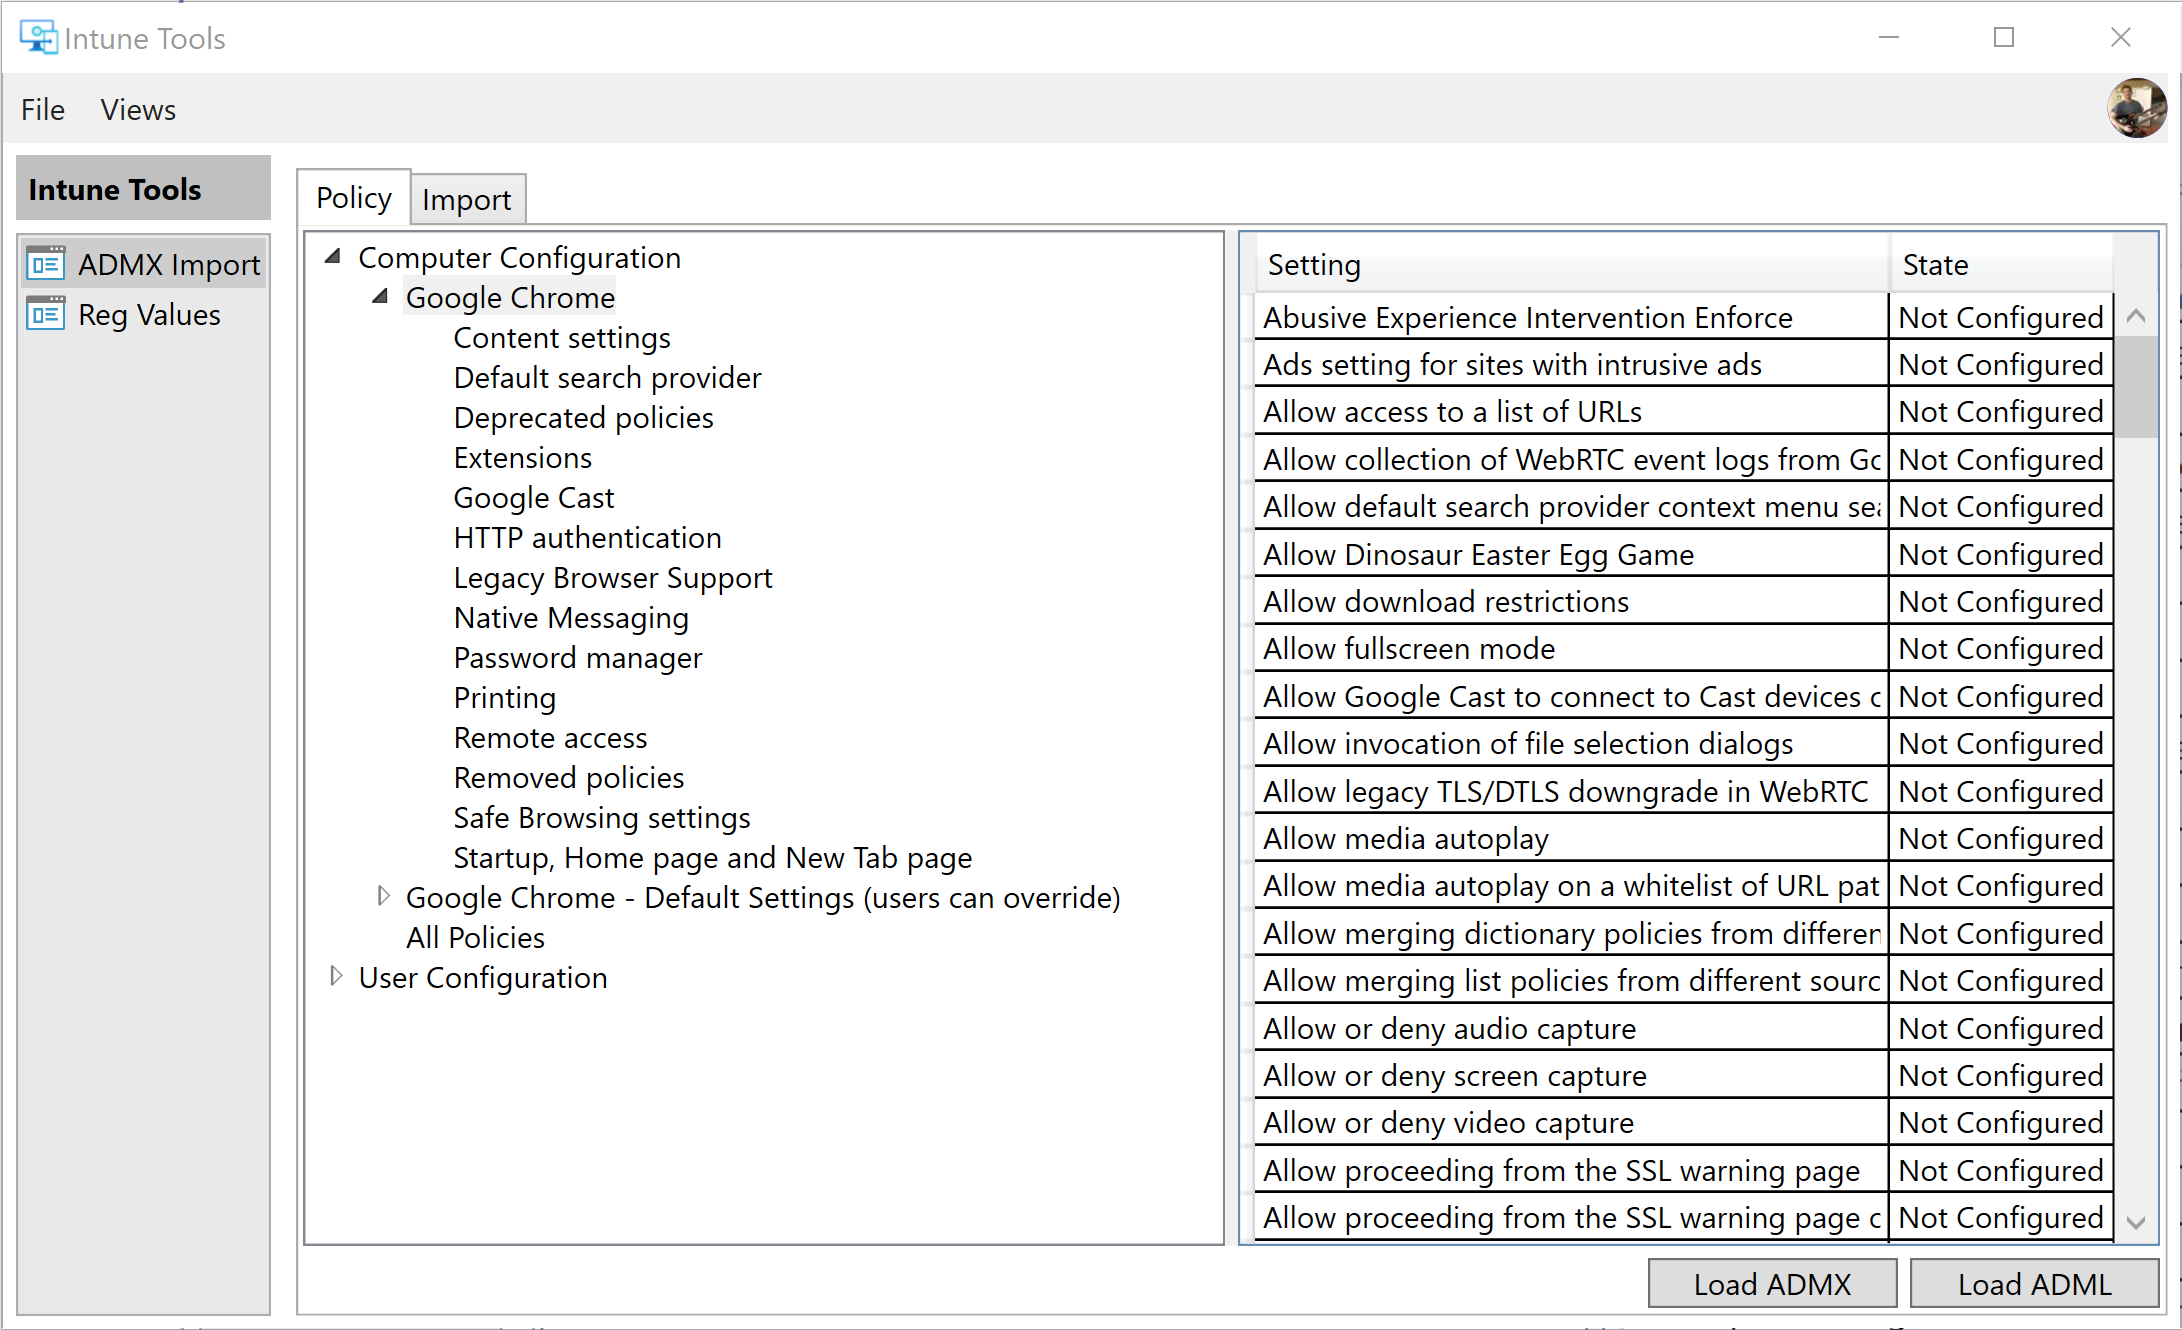 Intune Tools
File Views
Intune Tools
ADMX Import
Reg Values
Policy Import
Computer Configuration
Google Chrome
Content settings
Default search provider
Deprecated policies
Extensions
Google Cast
HTTP authentication
Legacy Browser Support
Native Messaging
Password manager
Printing
Remote access
Removed policies
Safe Browsing settings
Startup, Home page and New Tab page
Google Chrome - Default Settings (users can override)
All Policies
User Configuration
Setting State
Abusive Experience Intervention Enforce Not Configured
Ads setting for sites with intrusive ads Not Configured
Allow access to a list of URLs Not Configured
Allow collection of WebRTC event logs from Go Not Configured
Allow default search provider context menu sea Not Configured
Allow Dinosaur Easter Egg Game Not Configured
Allow download restrictions Not Configured
Allow fullscreen mode Not Configured
Allow Google Cast to connect to Cast devices Not Configured
Allow invocation of file selection dialogs Not Configured
Allow legacy TLS/DTLS downgrade in WebRTC Not Configured
Allow media autoplay Not Configured
Allow media autoplay on a whitelist of URL pat Not Configured
Allow merging dictionary policies from differen Not Configured
Allow merging list policies from different sourc Not Configured
Allow or deny audio capture Not Configured
Allow or deny screen capture Not Configured
Allow or deny video capture Not Configured
Allow proceeding from the SSL warning page Not Configured
Allow proceeding from the SSL warning page Not Configured
Load ADMX Load ADML